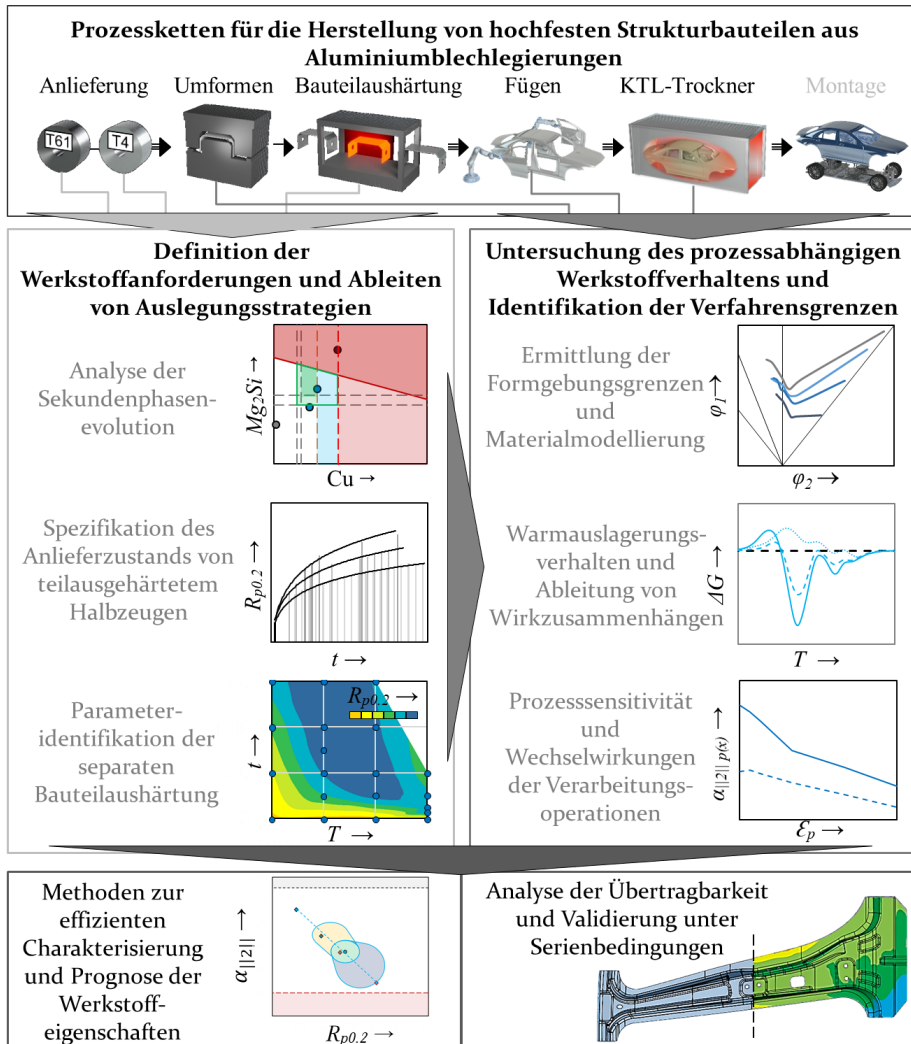 Prozessketten für die Herstellung von hochfesten Strukturbauteilen aus
Aluminiumblechlegierungen
Anlieferung Umformen Bauteilaushärtung Fügen KTL-Trockner Montage
T61 T4
Definition der
Werkstoffanforderungen und Ableiten
von Auslegungsstrategien
Analyse der
Sekundenphasen-
evolution
Mg₂Si →
Cu →
Spezifikation des
Anlieferzustands von
teilausgehärtetem
Halbzeugen
R_p0.2 →
t →
Parameter-
identifikation der
separaten
Bauteilaushärtung
R_p0.2 →
t →
T →
Untersuchung des prozessabhängigen
Werkstoffverhaltens und
Identifikation der Verfahrensgrenzen
Ermittlung der
Formgebungsgrenzen
und
Materialmodellierung
φ₁ →
φ₂ →
Warmauslagerungs-
verhalten und
Ableitung von
Wirkzusammenhängen
ΔG →
T →
Prozesssensitivität
und
Wechselwirkungen
der Verarbeitungs-
operationen
α||2|| p(x) →
Ɛ_p →
Methoden zur
effizienten
Charakterisierung
und Prognose der
Werkstoff-
eigenschaften
α||2|| →
R_p0.2 →
Analyse der Übertragbarkeit
und Validierung unter
Serienbedingungen